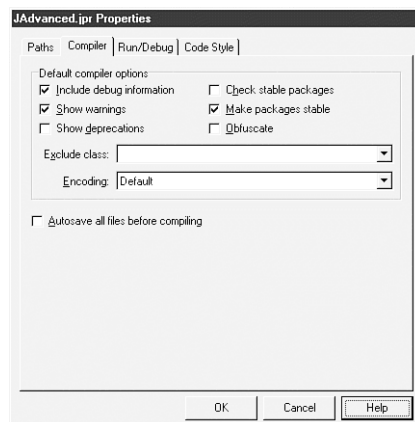 JAdvanced.jpr Properties
Paths Compiler Run/Debug Code Style
Default compiler options
Include debug information Check stable packages
Show warnings Make packages stable
Show deprecations Obfuscate
Exclude class:
Encoding: Default
Autosave all files before compiling
OK Cancel Help